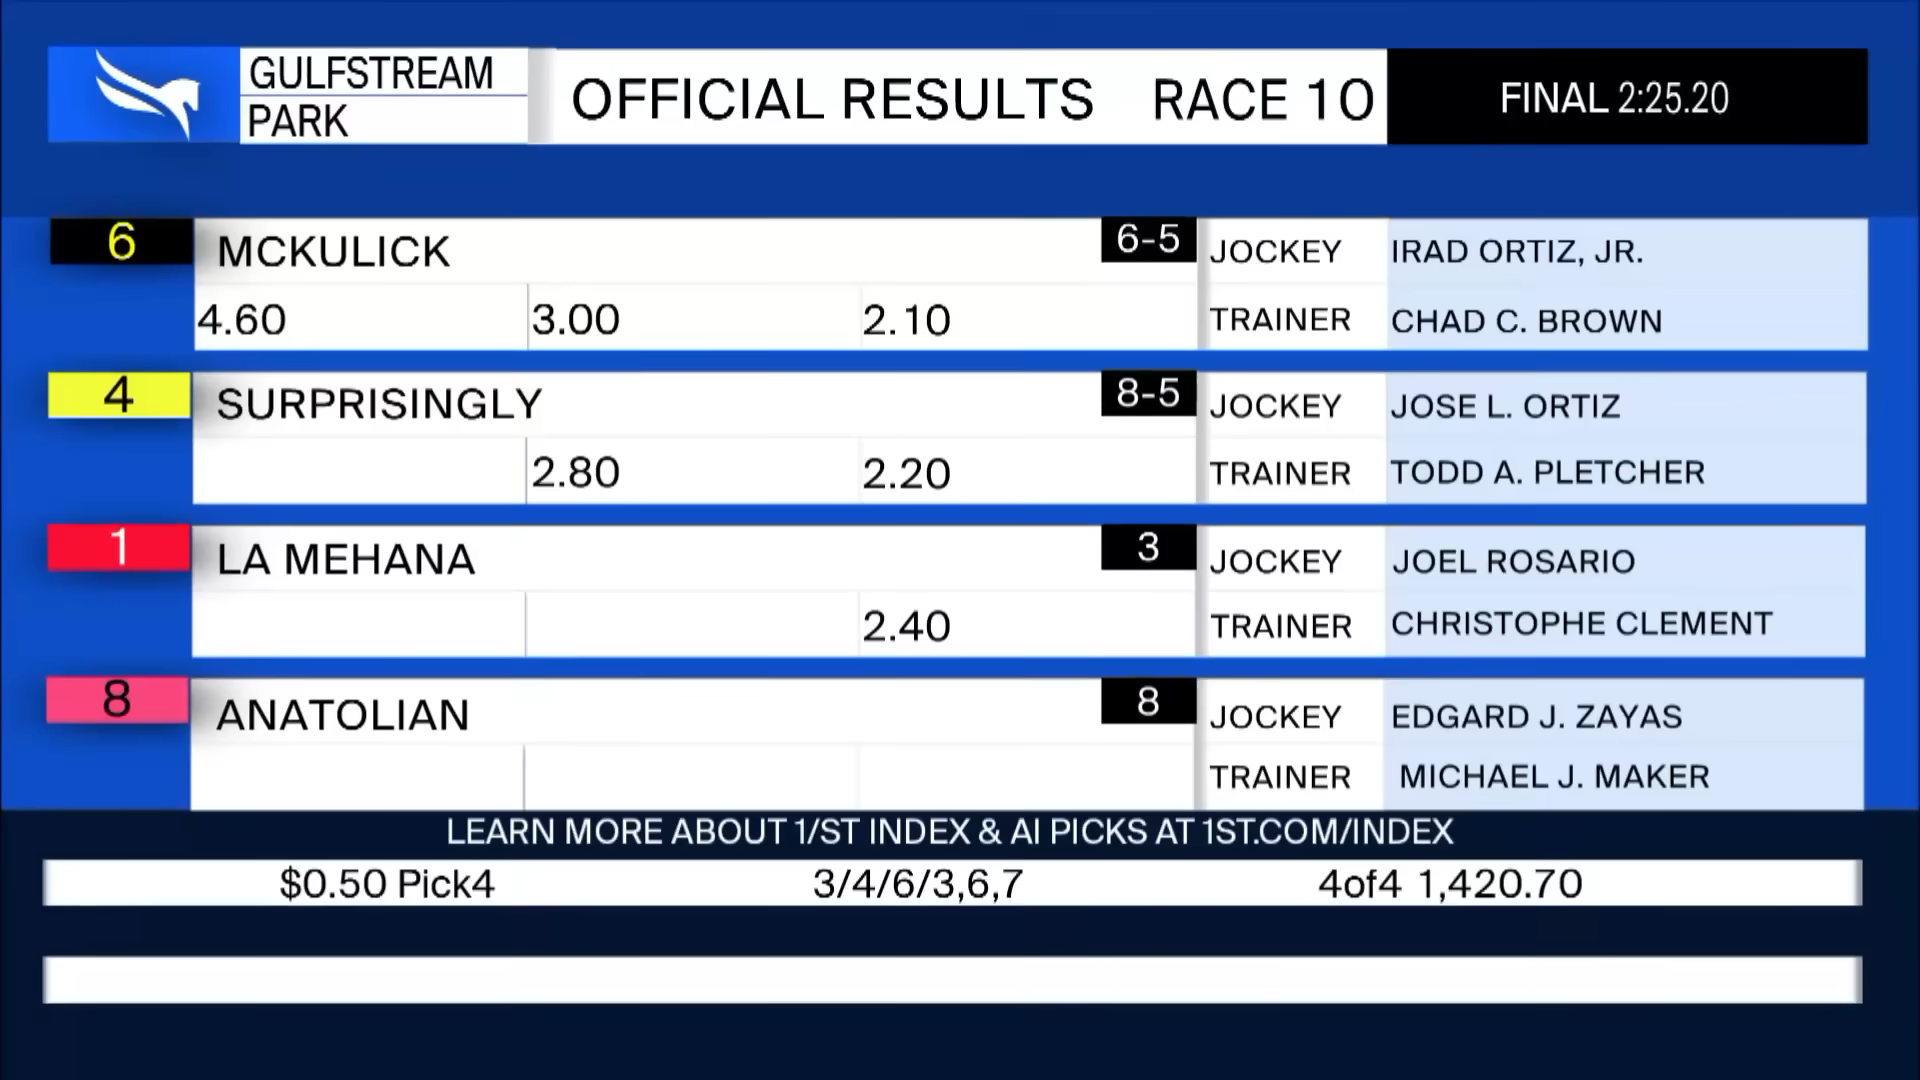 GULFSTREAM
PARK
OFFICIAL RESULTS RACE 10
FINAL 2:25.20
6 MCKULICK 6-5 JOCKEY IRAD ORTIZ, JR.
4.60 3.00 2.10 TRAINER CHAD C. BROWN
4 SURPRISINGLY 8-5 JOCKEY JOSE L. ORTIZ
2.80 2.20 TRAINER TODD A. PLETCHER
1 LA MEHANA 3 JOCKEY JOEL ROSARIO
2.40 TRAINER CHRISTOPHE CLEMENT
8 ANATOLIAN 8 JOCKEY EDGARD J. ZAYAS
TRAINER MICHAEL J. MAKER
LEARN MORE ABOUT 1/ST INDEX & AI PICKS AT 1ST.COM/INDEX
$0.50 Pick4 3/4/6/3,6,7 4of4 1,420.70